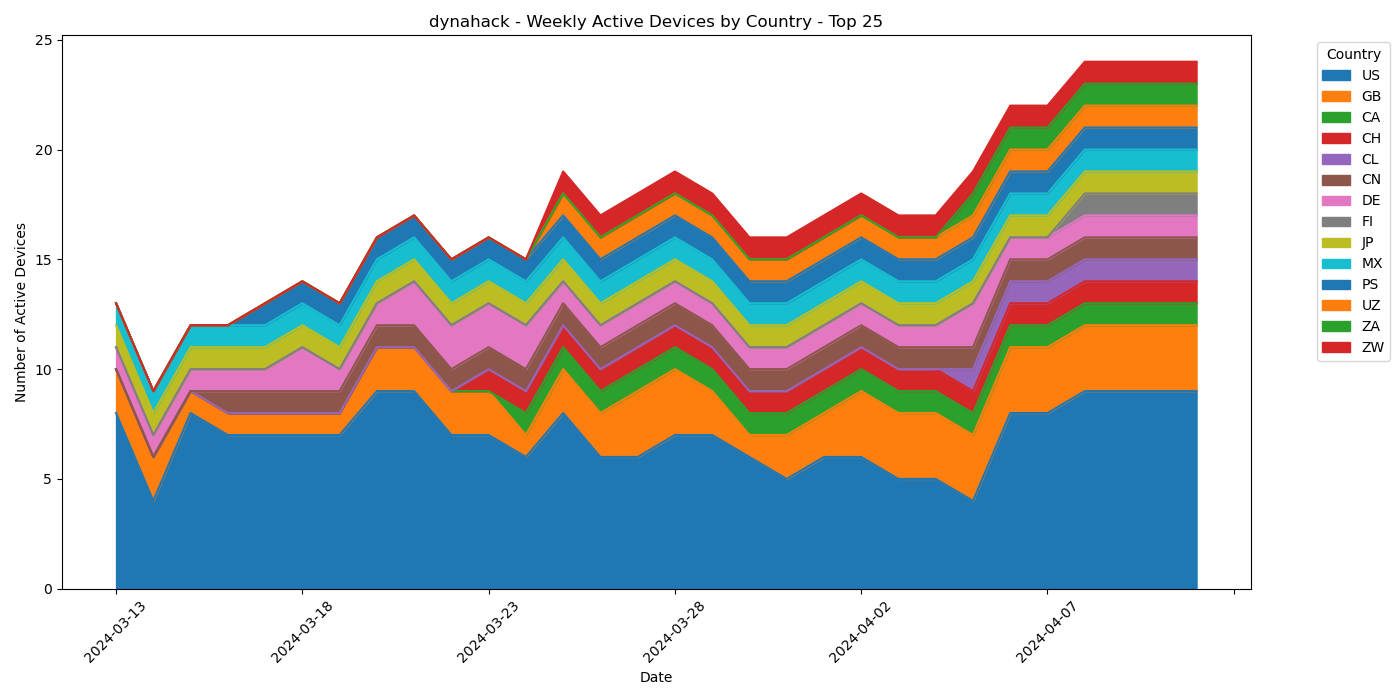 dynahack - Weekly Active Devices by Country - Top 25
Number of Active Devices
25
20
15
10
5
0
2024-03-13
2024-03-18
2024-03-23
2024-03-28
2024-04-02
2024-04-07
Date
Country
US
GB
CA
CH
CL
CN
DE
FI
JP
MX
PS
UZ
ZA
ZW